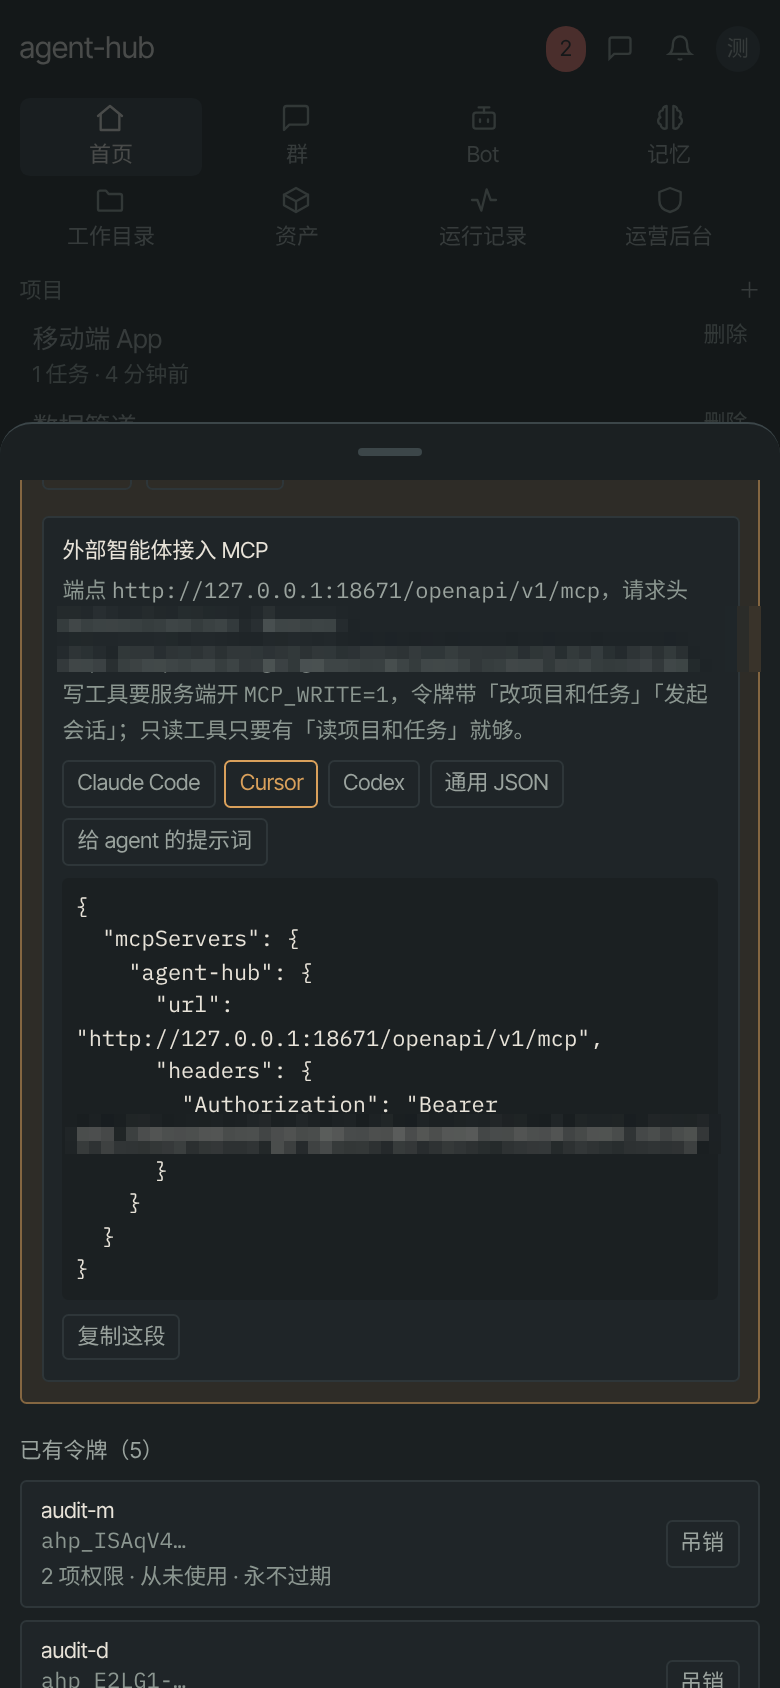 agent-hub
2
测
首页
群
Bot
记忆
工作目录
资产
运行记录
运营后台
项目
移动端 App
删除
1 任务 · 4 分钟前
数据管道
删除
外部智能体接入 MCP
端点 http://127.0.0.1:18671/openapi/v1/mcp，请求头
写工具要服务端开 MCP_WRITE=1，令牌带「改项目和任务」「发起
会话」；只读工具只要有「读项目和任务」就够。
Claude Code
Cursor
Codex
通用 JSON
给 agent 的提示词
{
"mcpServers": {
"agent-hub": {
"url":
"http://127.0.0.1:18671/openapi/v1/mcp",
"headers": {
"Authorization": "Bearer
}
}
}
}
复制这段
已有令牌（5）
audit-m
ahp_ISAqV4…
吊销
2 项权限 · 从未使用 · 永不过期
audit-d
ahp_E2LG1-…
吊销